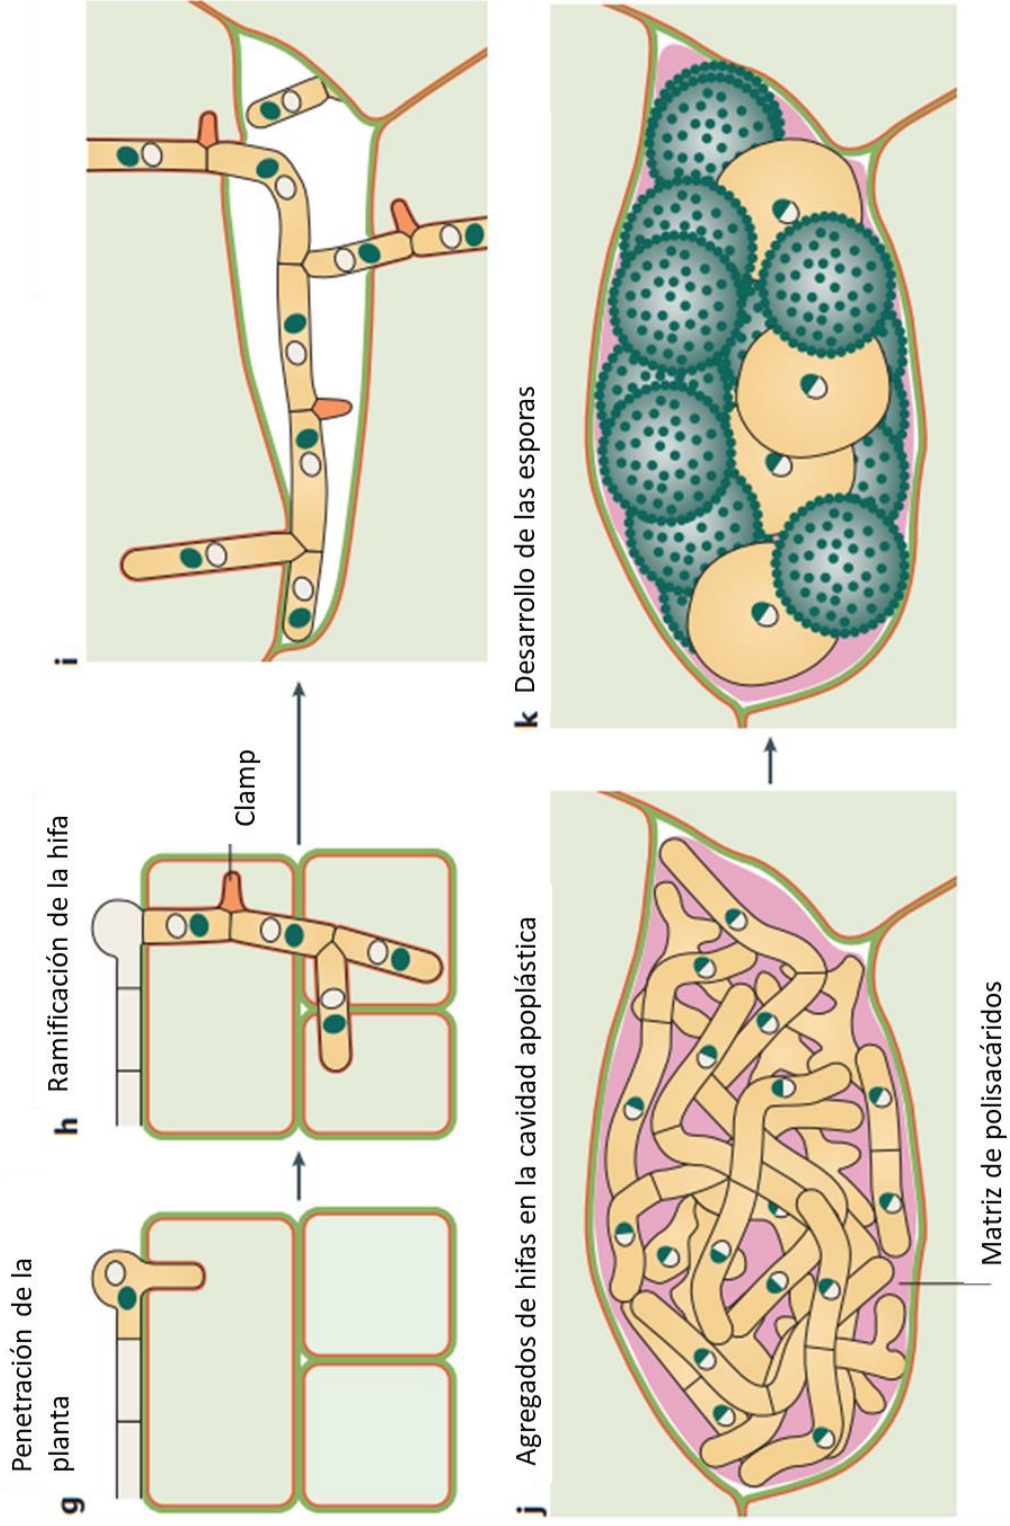 g
Penetración de la
planta
h
Ramificación de la hifa
Clamp
i
j
Agregados de hifas en la cavidad apoplástica
Matriz de polisacáridos
k
Desarrollo de las esporas